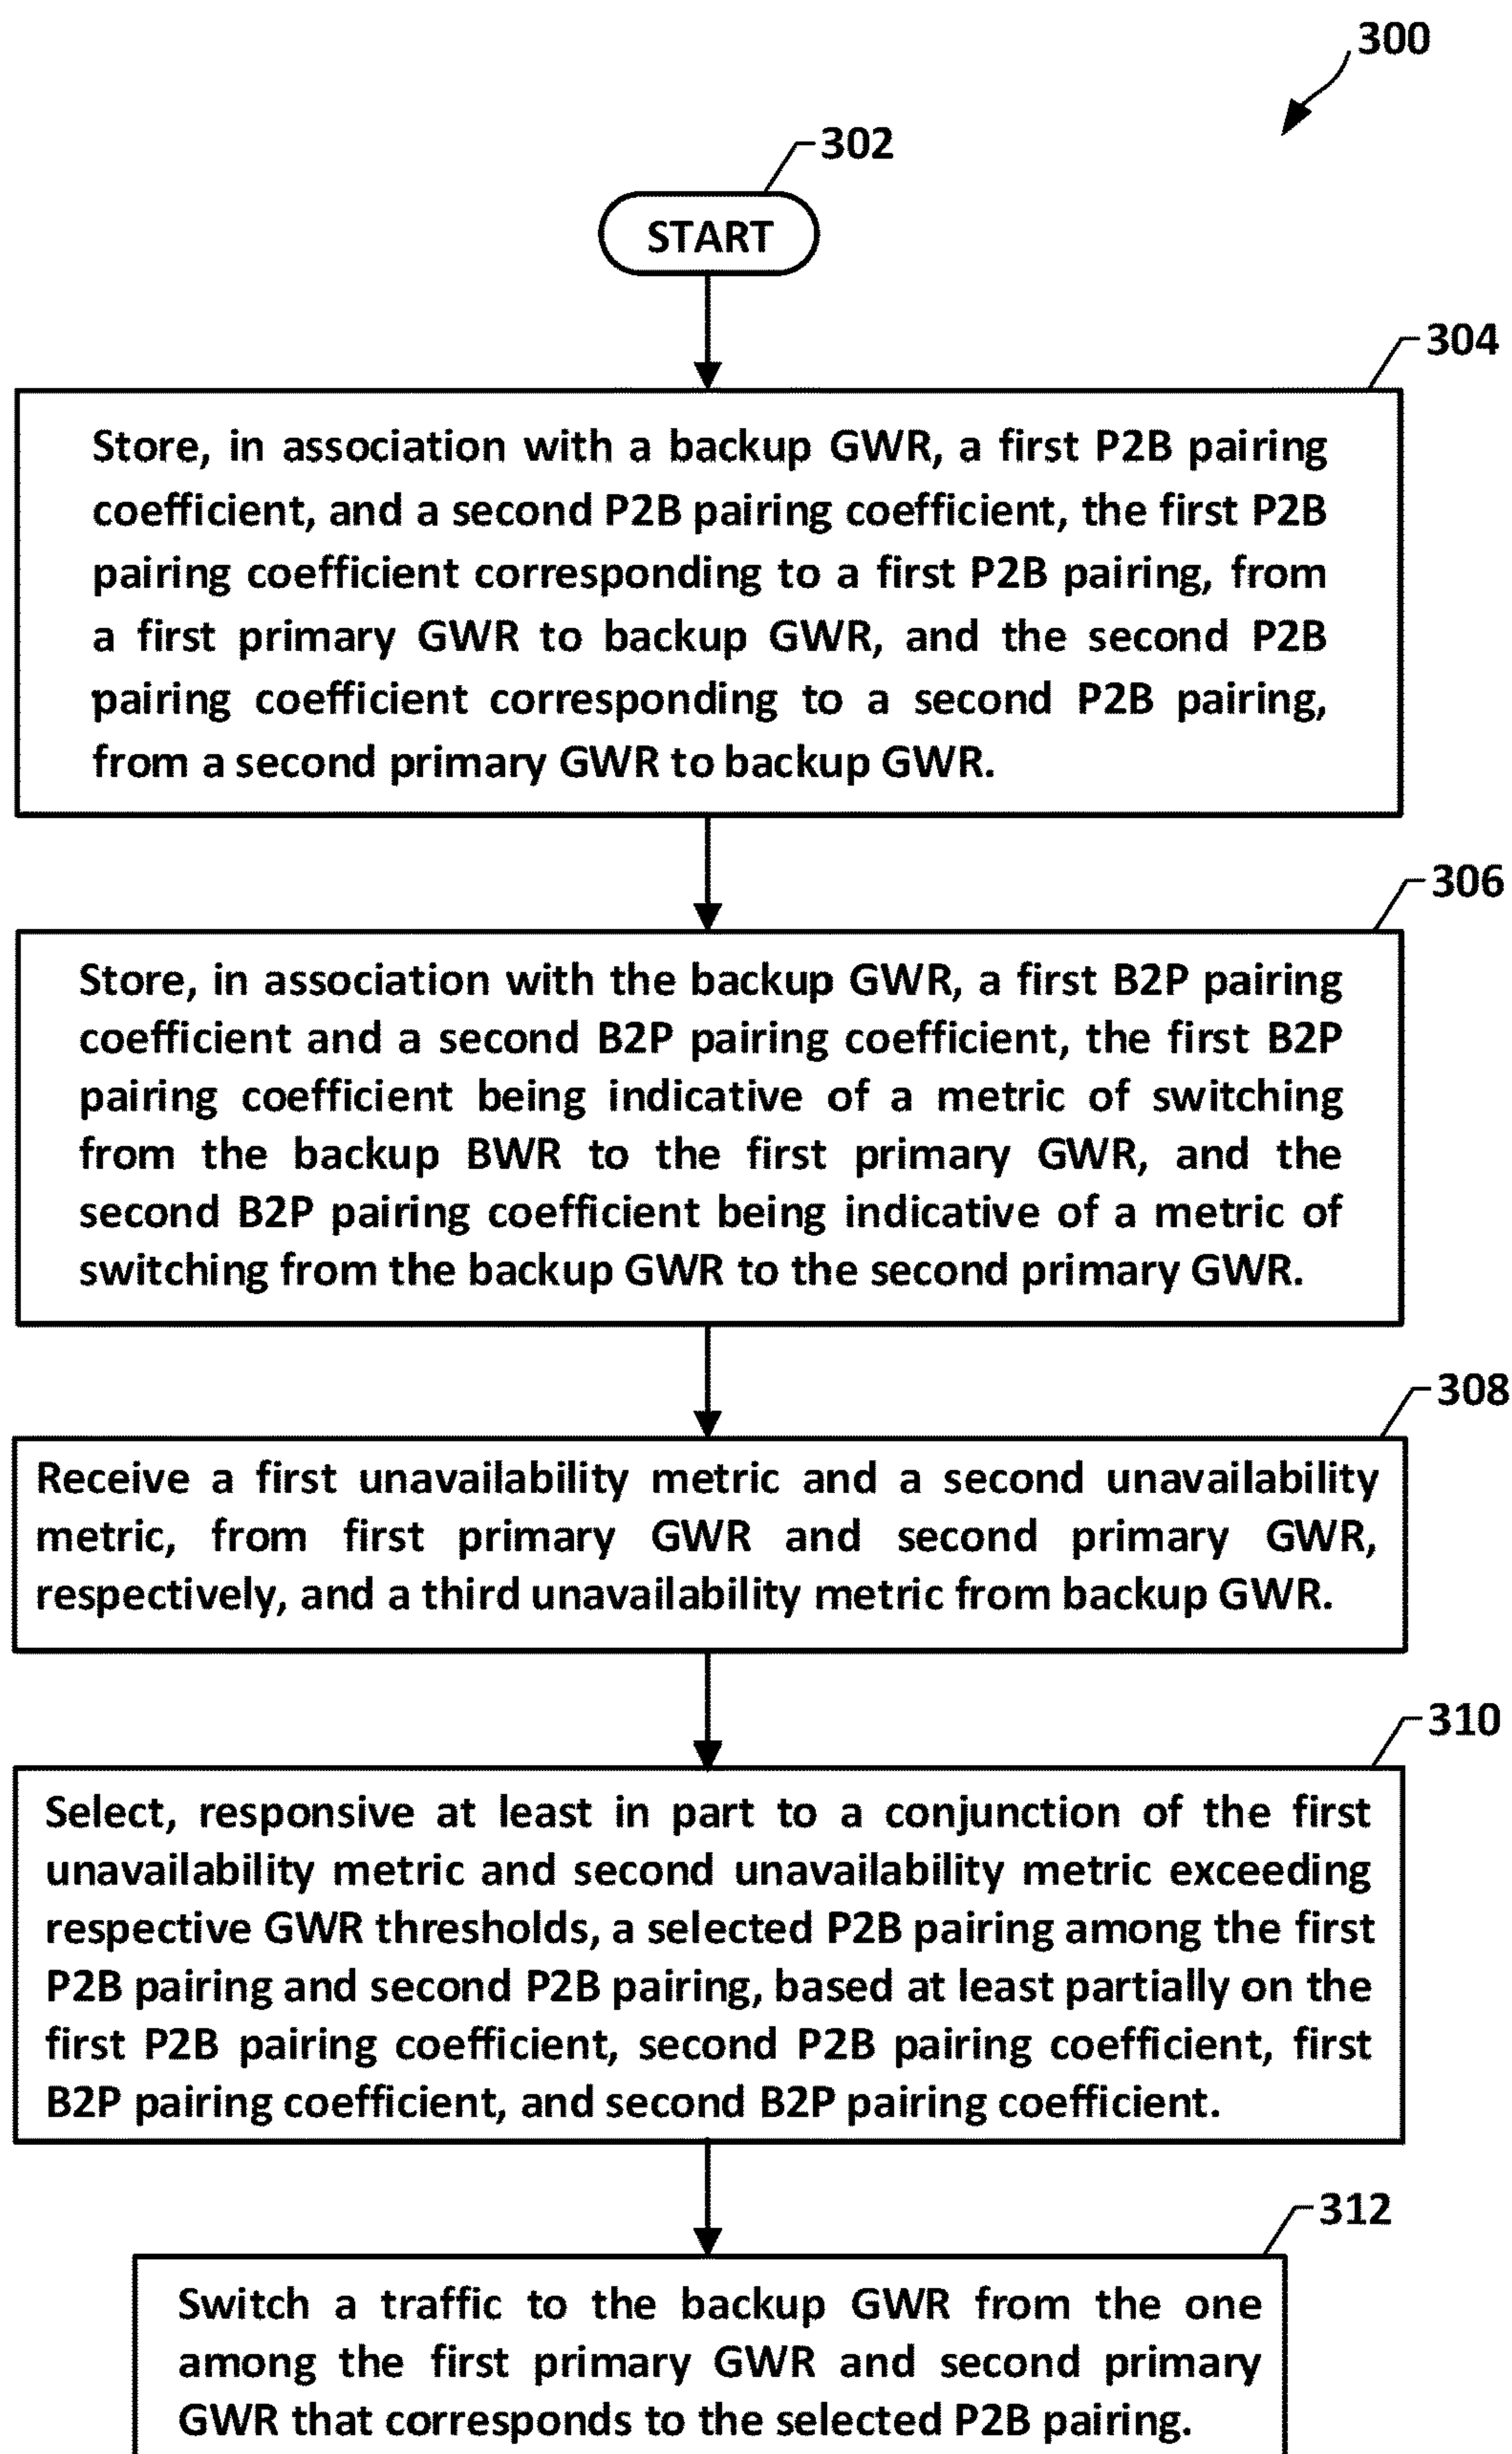 300
302
START
304
Store, in association with a backup GWR, a first P2B pairing
coefficient, and a second P2B pairing coefficient, the first P2B
pairing coefficient corresponding to a first P2B pairing, from
a first primary GWR to backup GWR, and the second P2B
pairing coefficient corresponding to a second P2B pairing,
from a second primary GWR to backup GWR.
306
Store, in association with the backup GWR, a first B2P pairing
coefficient and a second B2P pairing coefficient, the first B2P
pairing coefficient being indicative of a metric of switching
from the backup BWR to the first primary GWR, and the
second B2P pairing coefficient being indicative of a metric of
switching from the backup GWR to the second primary GWR.
308
Receive a first unavailability metric and a second unavailability
metric, from first primary GWR and second primary GWR,
respectively, and a third unavailability metric from backup GWR.
310
Select, responsive at least in part to a conjunction of the first
unavailability metric and second unavailability metric exceeding
respective GWR thresholds, a selected P2B pairing among the first
P2B pairing and second P2B pairing, based at least partially on the
first P2B pairing coefficient, second P2B pairing coefficient, first
B2P pairing coefficient, and second B2P pairing coefficient.
312
Switch a traffic to the backup GWR from the one
among the first primary GWR and second primary
GWR that corresponds to the selected P2B pairing.